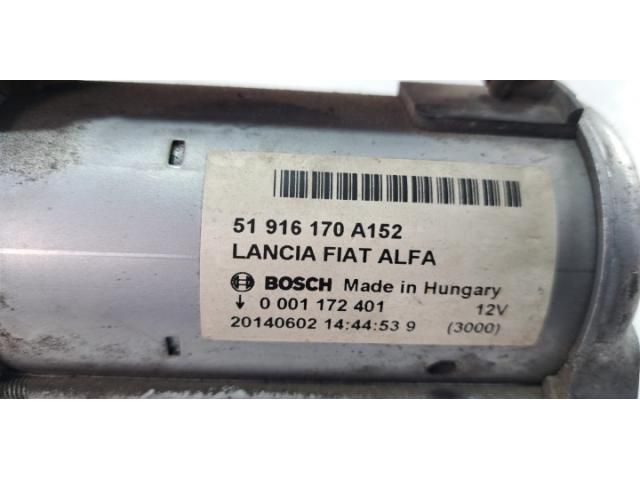 51 916 170 A152
LANCIA FIAT ALFA
BOSCH Made in Hungary
↓ 0 001 172 401 12V
20140602 14:44:53 9 (3000)